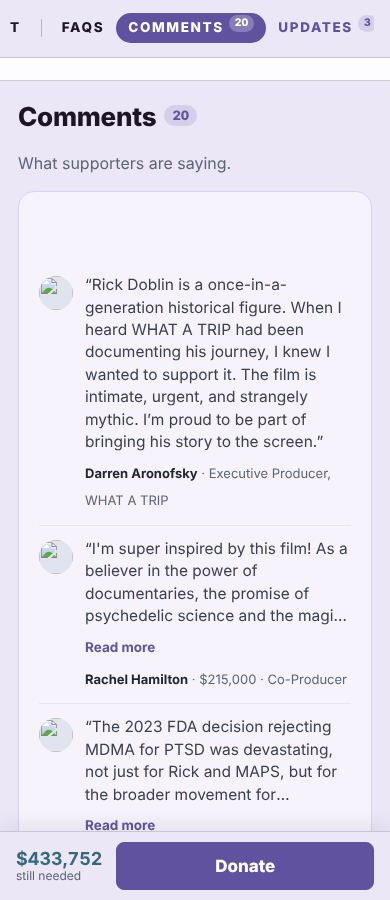 T FAQS COMMENTS 20 UPDATES 3
Comments 20
What supporters are saying.
“Rick Doblin is a once-in-a-
generation historical figure. When I
heard WHAT A TRIP had been
documenting his journey, I knew I
wanted to support it. The film is
intimate, urgent, and strangely
mythic. I’m proud to be part of
bringing his story to the screen.”
Darren Aronofsky · Executive Producer,
WHAT A TRIP
“I'm super inspired by this film! As a
believer in the power of
documentaries, the promise of
psychedelic science and the magi...
Read more
Rachel Hamilton · $215,000 · Co-Producer
“The 2023 FDA decision rejecting
MDMA for PTSD was devastating,
not just for Rick and MAPS, but for
the broader movement for...
Read more
$433,752
still needed
Donate